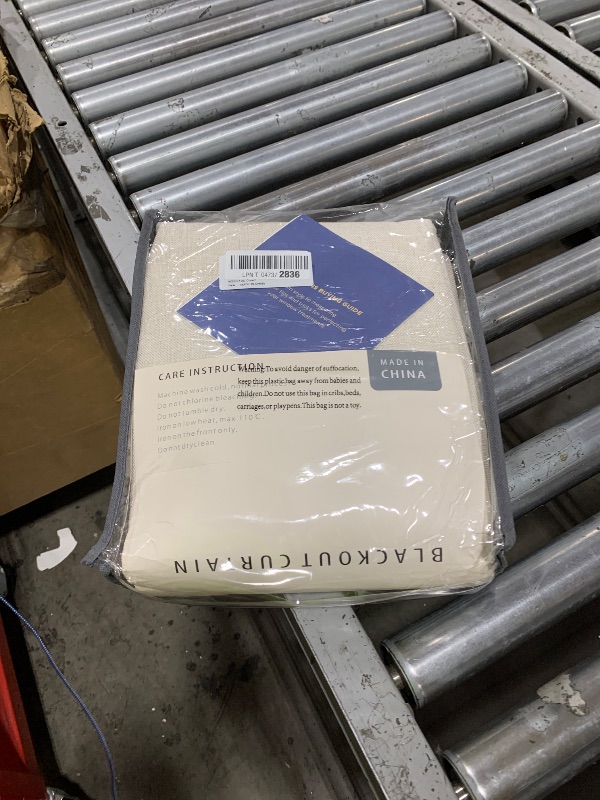 LPN T 04737 2836
BUYING GUIDE
CARE INSTRUCTION
Machine wash cold,
Do not chlorine bleach
Do not tumble dry,
Iron on low heat, max 110 C.
Iron on the front only,
Do not dryclean
Warning:To avoid danger of suffocation,
keep this plastic bag away from babies and
children.Do not use this bag in cribs,beds,
carriages.or playpens.This bag is not a toy.
MADE IN
CHINA
BLACKOUT CURTAIN